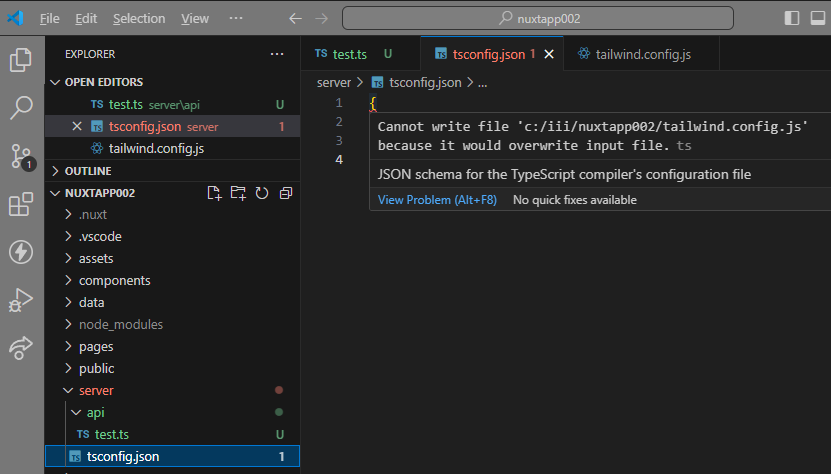 File Edit Selection View ··· nuxtapp002
EXPLORER ···
OPEN EDITORS
TS test.ts server\api U
tsconfig.json server 1
tailwind.config.js
OUTLINE
NUXTAPP002
.nuxt
.vscode
assets
components
data
node_modules
pages
public
server
api
TS test.ts U
TS tsconfig.json 1
1
TS test.ts U
TS tsconfig.json 1
tailwind.config.js
server > TS tsconfig.json > ...
1 {
2
3
4
Cannot write file 'c:/iii/nuxtapp002/tailwind.config.js'
because it would overwrite input file. ts
JSON schema for the TypeScript compiler's configuration file
View Problem (Alt+F8) No quick fixes available